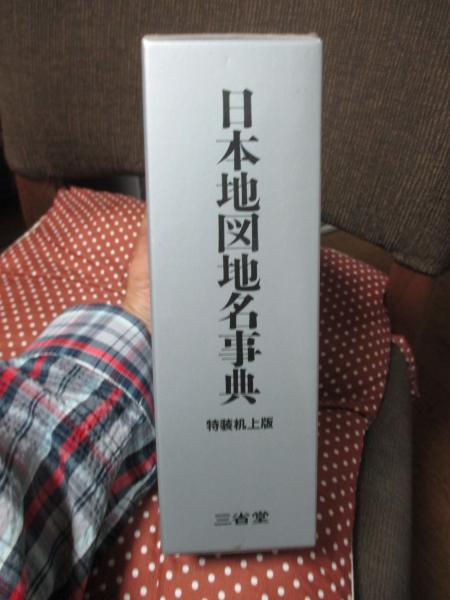 日本地図地名事典
特装机上版
三省堂